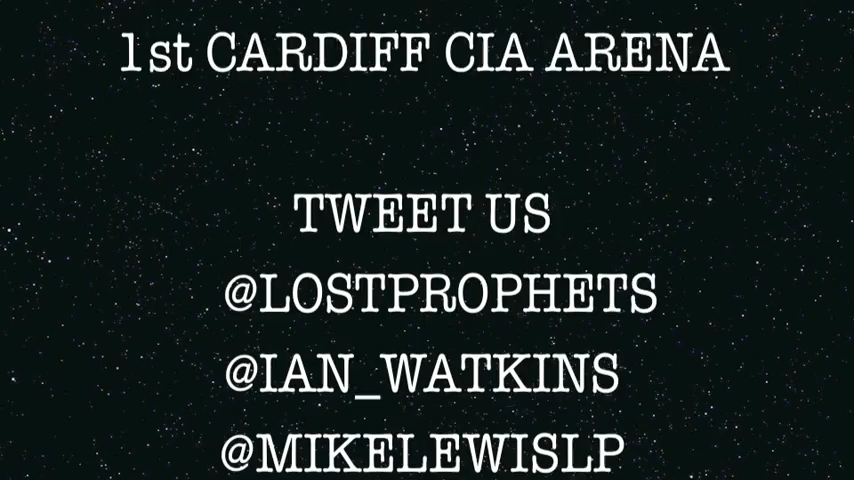 1st CARDIFF CIA ARENA
TWEET US
@LOSTPROPHETS
@IAN_WATKINS
@MIKELEWISLP